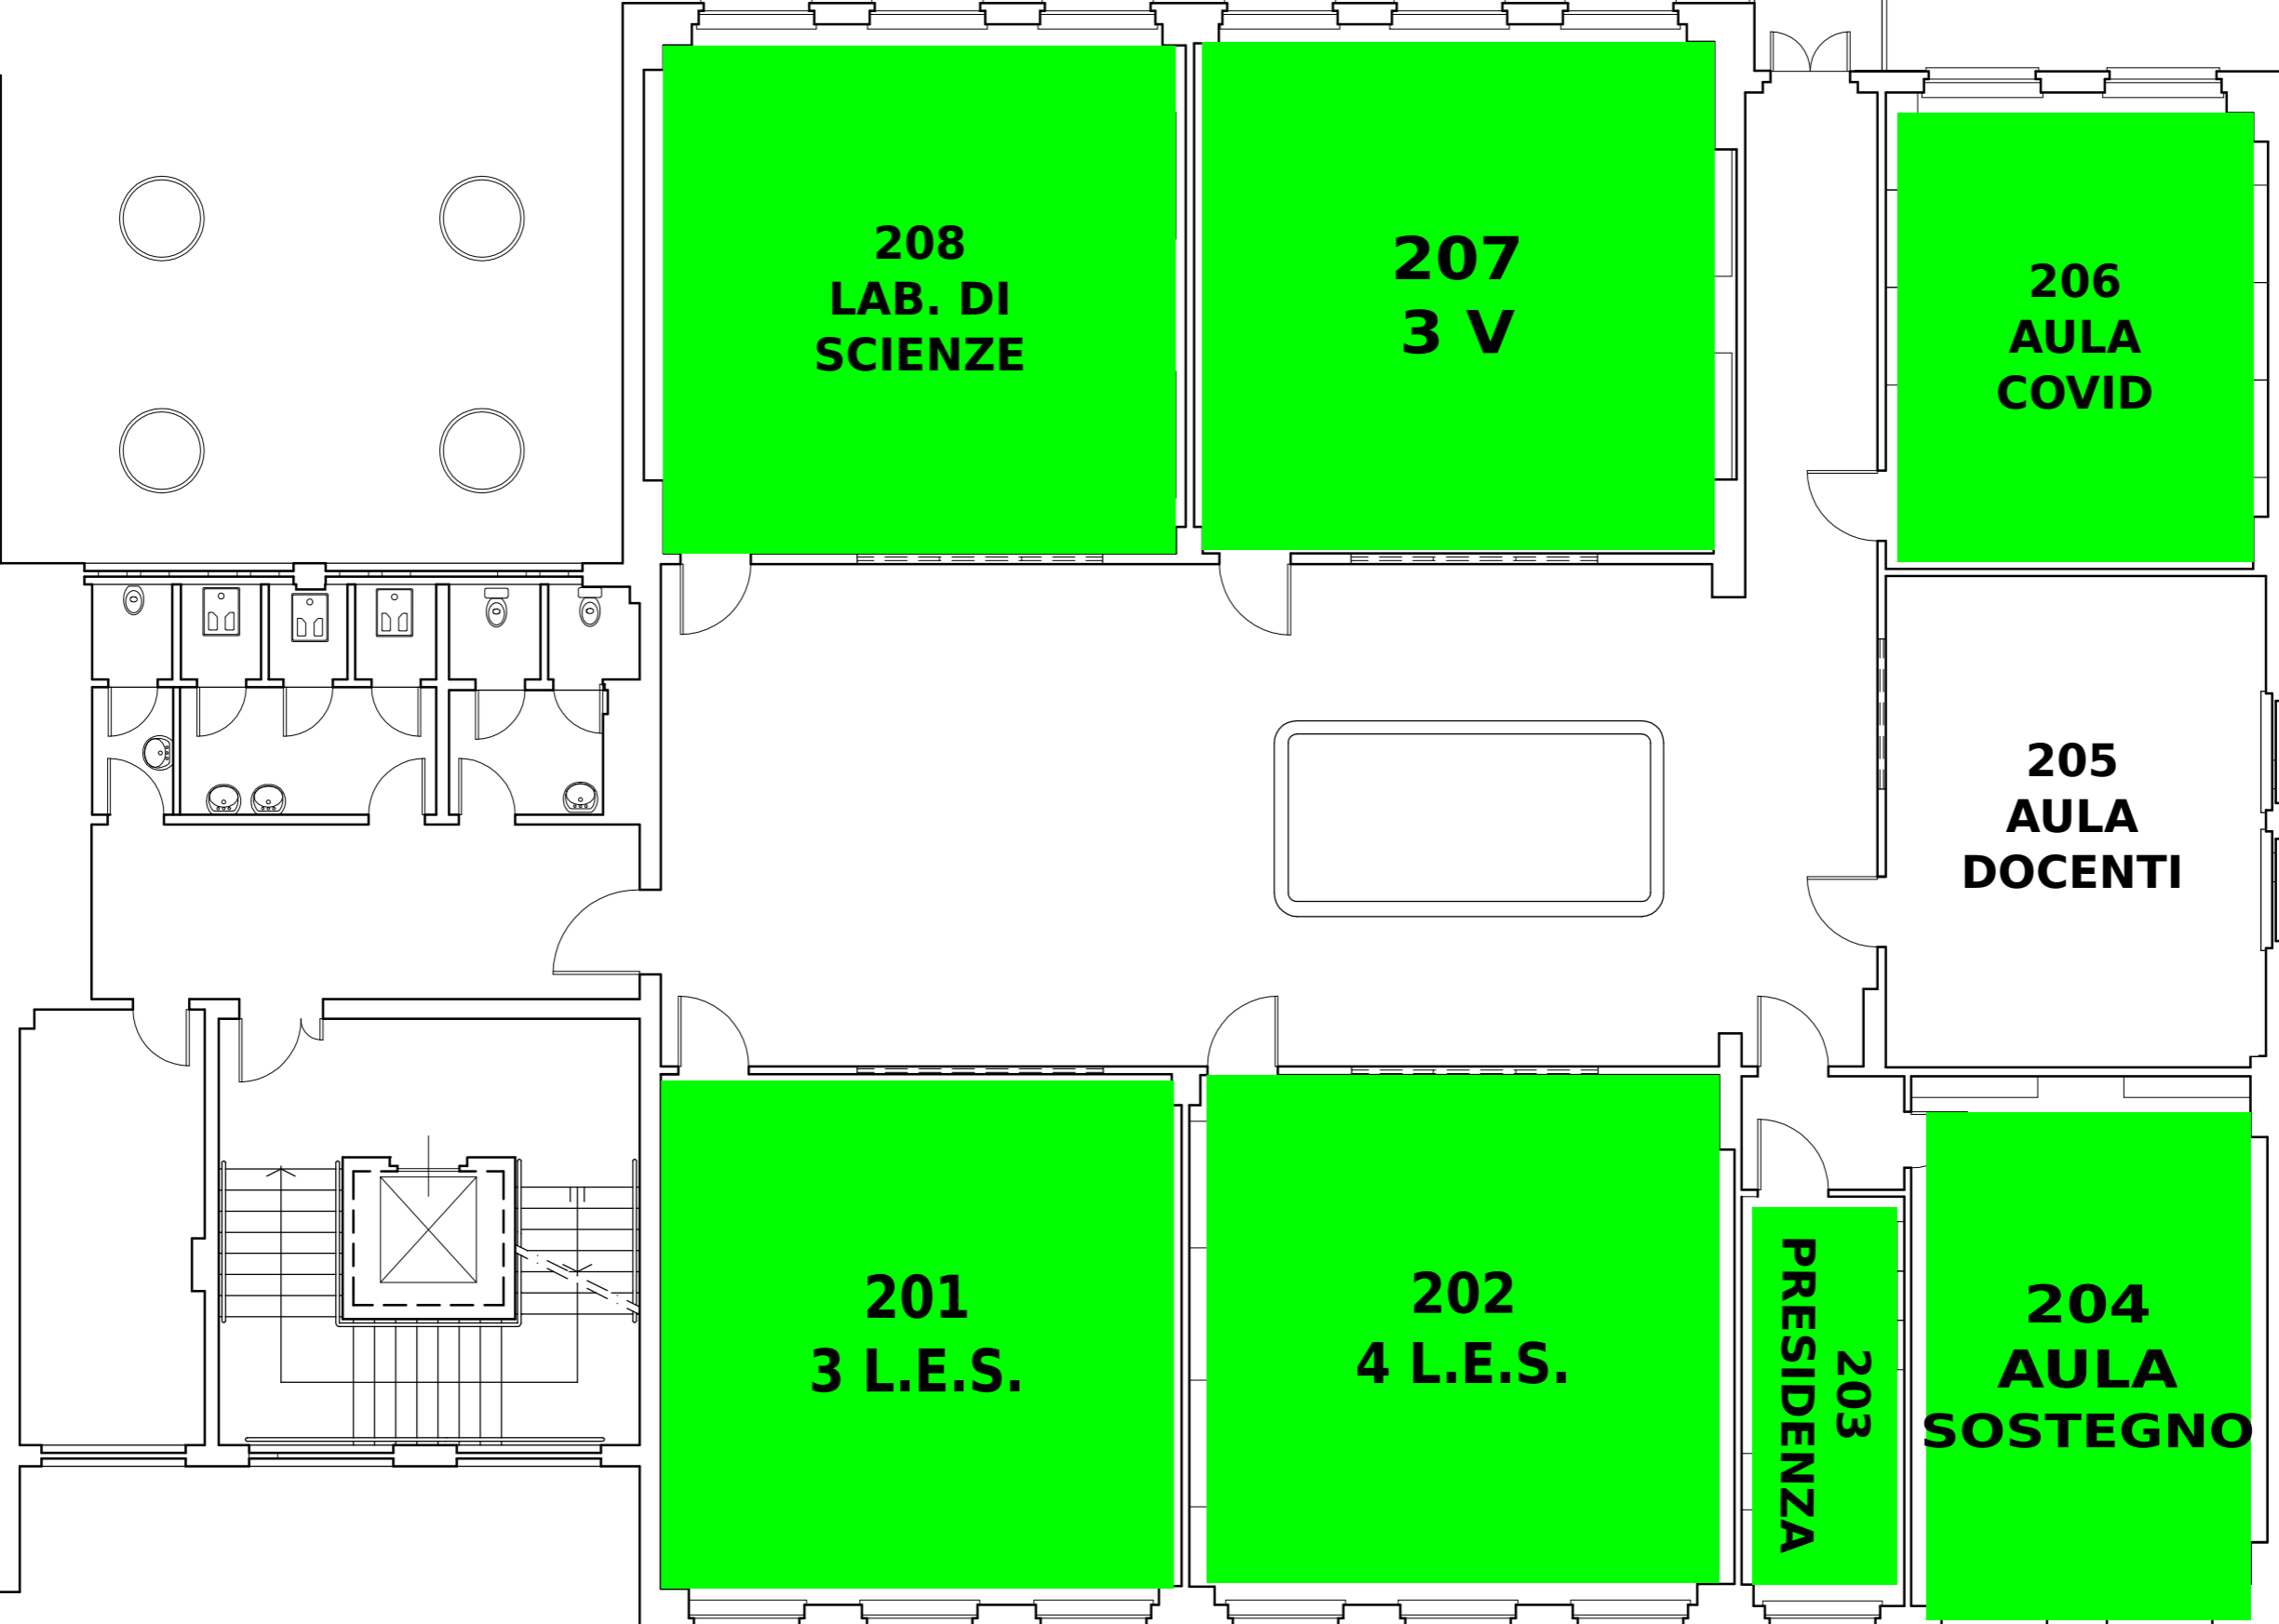 208
LAB. DI
SCIENZE
207
3 V
206
AULA
COVID
205
AULA
DOCENTI
201
3 L.E.S.
202
4 L.E.S.
203
PRESIDENZA
204
AULA
SOSTEGNO